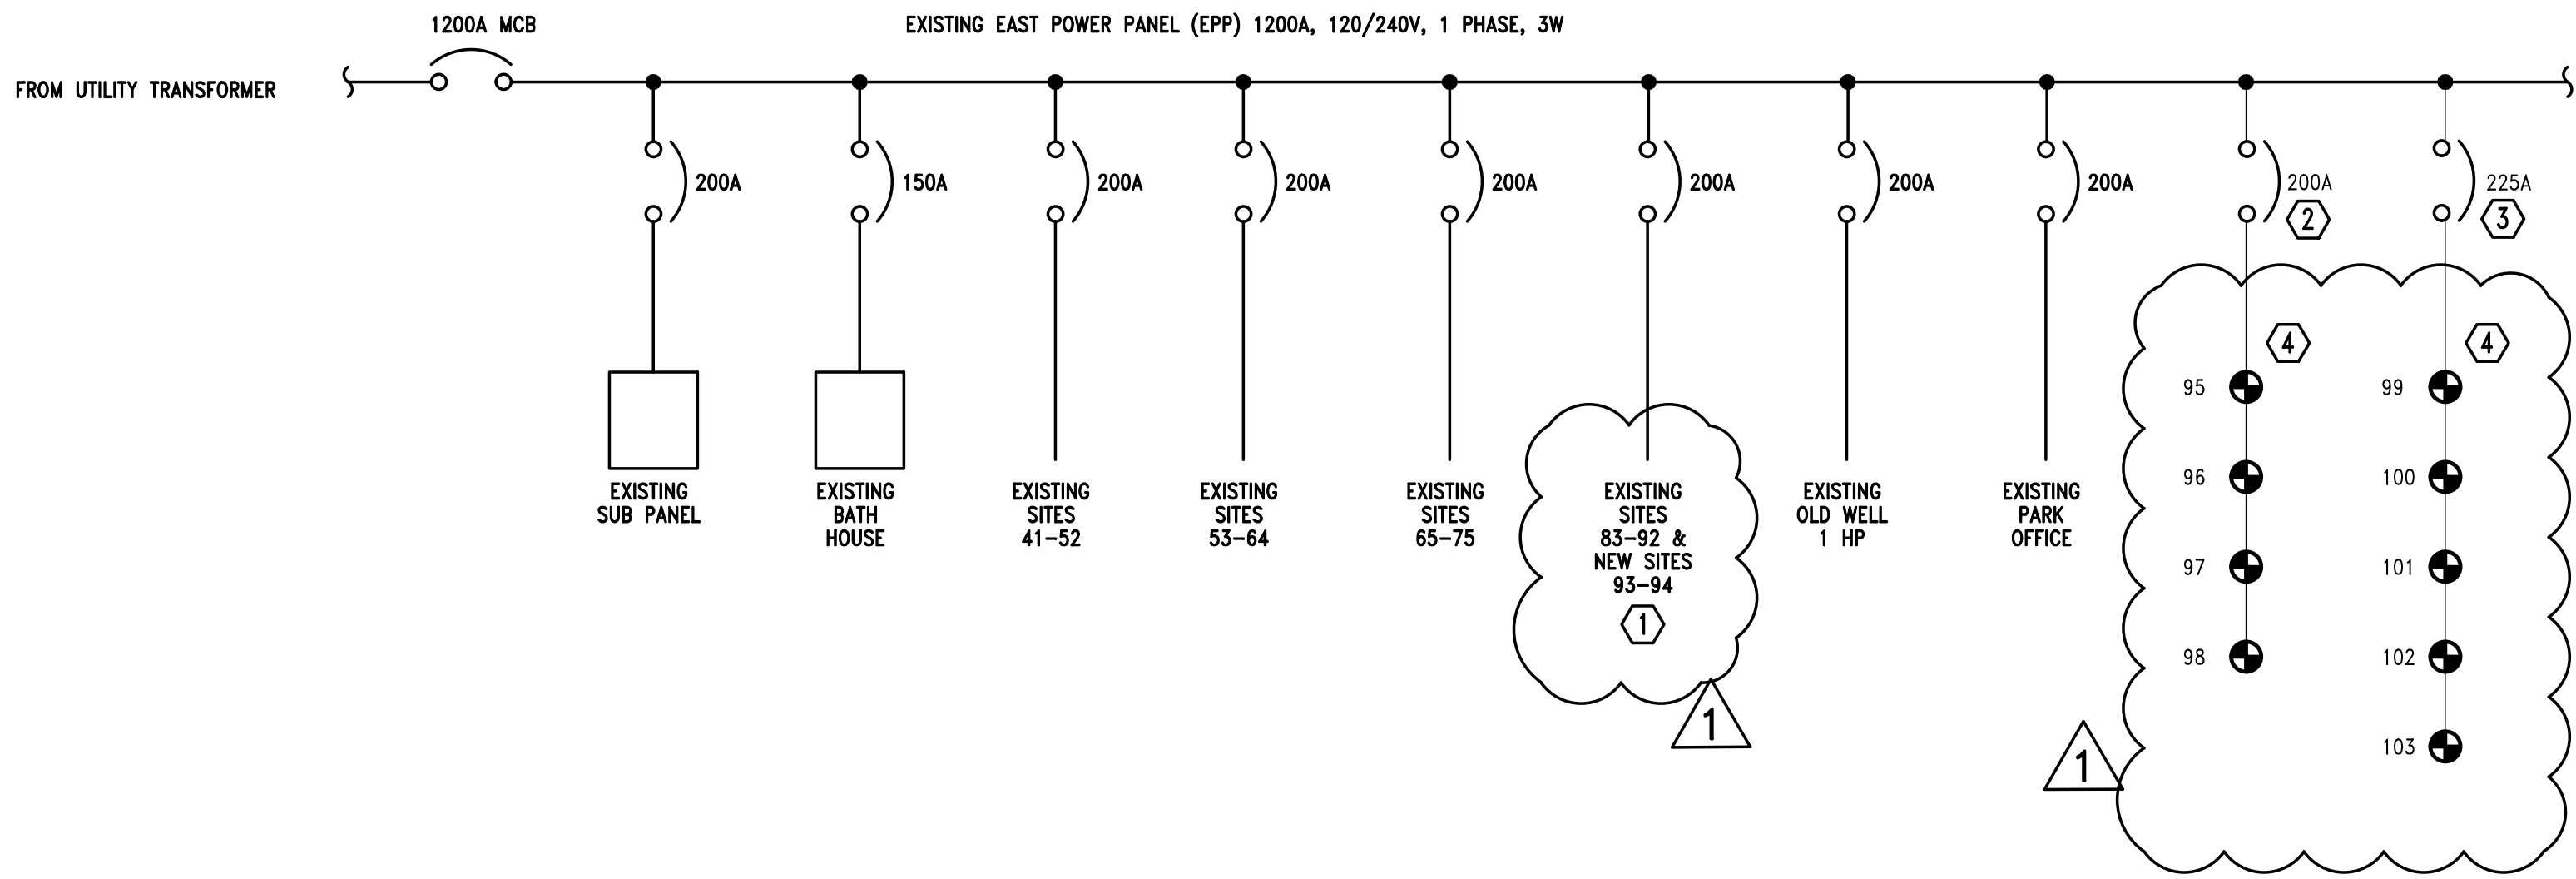 1200A MCB
EXISTING EAST POWER PANEL (EPP) 1200A, 120/240V, 1 PHASE, 3W
FROM UTILITY TRANSFORMER
200A
150A
200A
200A
200A
200A
200A
200A
200A
225A
2
3
4
4
95
99
96
100
97
101
98
102
103
EXISTING
SUB PANEL
EXISTING
BATH
HOUSE
EXISTING
SITES
41-52
EXISTING
SITES
53-64
EXISTING
SITES
65-75
EXISTING
SITES
83-92 &
NEW SITES
93-94
1
1
EXISTING
OLD WELL
1 HP
EXISTING
PARK
OFFICE
1